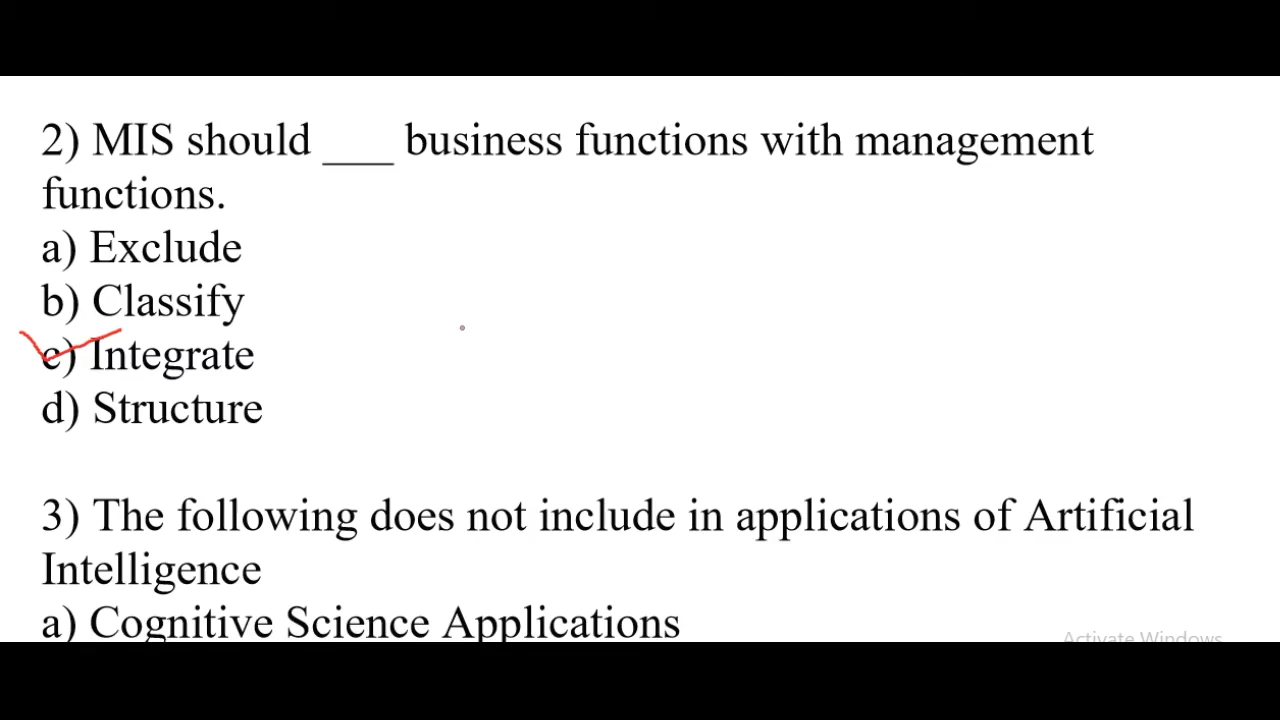 2) MIS should ___ business functions with management
functions.
a) Exclude
b) Classify
c) Integrate
d) Structure
3) The following does not include in applications of Artificial
Intelligence
a) Cognitive Science Applications
Activate Windows